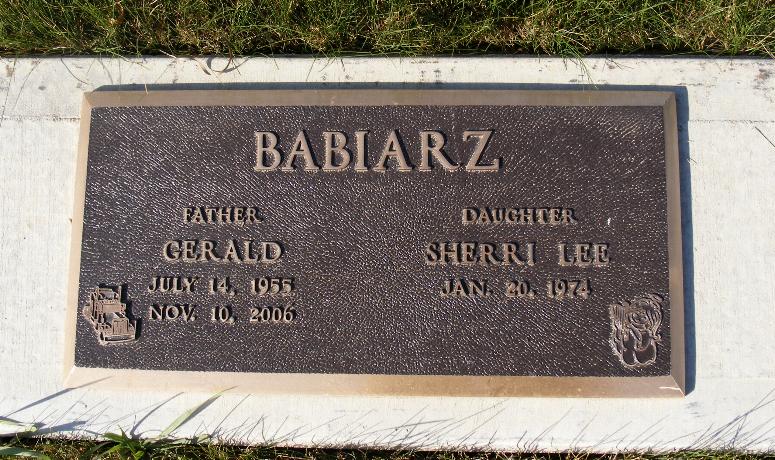 BABIARZ
FATHER
GERALD
JULY 14, 1955
NOV. 10, 2006
DAUGHTER
SHERRI LEE
JAN. 20, 1974